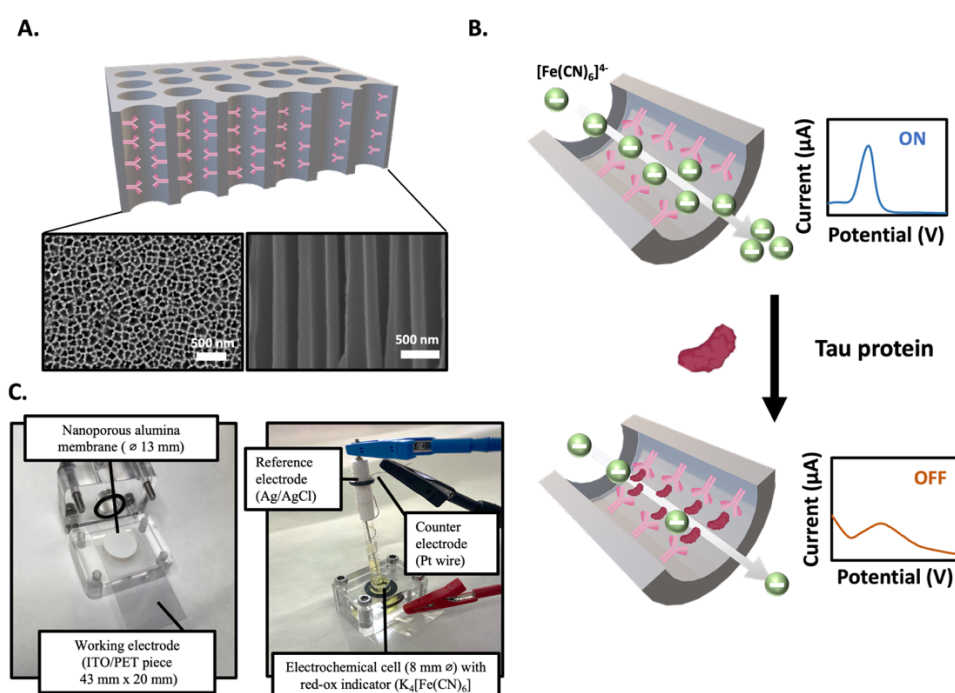 A.
500 nm
500 nm
B.
[Fe(CN)₆]⁴⁻
Current (µA)
ON
Potential (V)
Tau protein
Current (µA)
OFF
Potential (V)
C.
Nanoporous alumina
membrane ( ⌀ 13 mm)
Working electrode
(ITO/PET piece
43 mm x 20 mm)
Reference
electrode
(Ag/AgCl)
Counter
electrode
(Pt wire)
Electrochemical cell (8 mm ⌀) with
red-ox indicator (K₄[Fe(CN)₆]